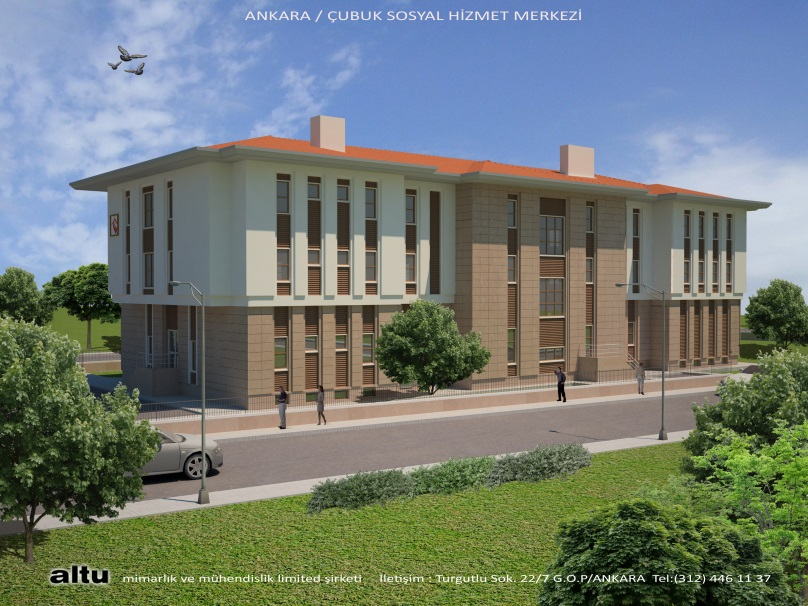 ANKARA / ÇUBUK SOSYAL HİZMET MERKEZİ
altu mimarlık ve mühendislik limited şirketi İletişim : Turgutlu Sok. 22/7 G.O.P/ANKARA Tel:(312) 446 11 37